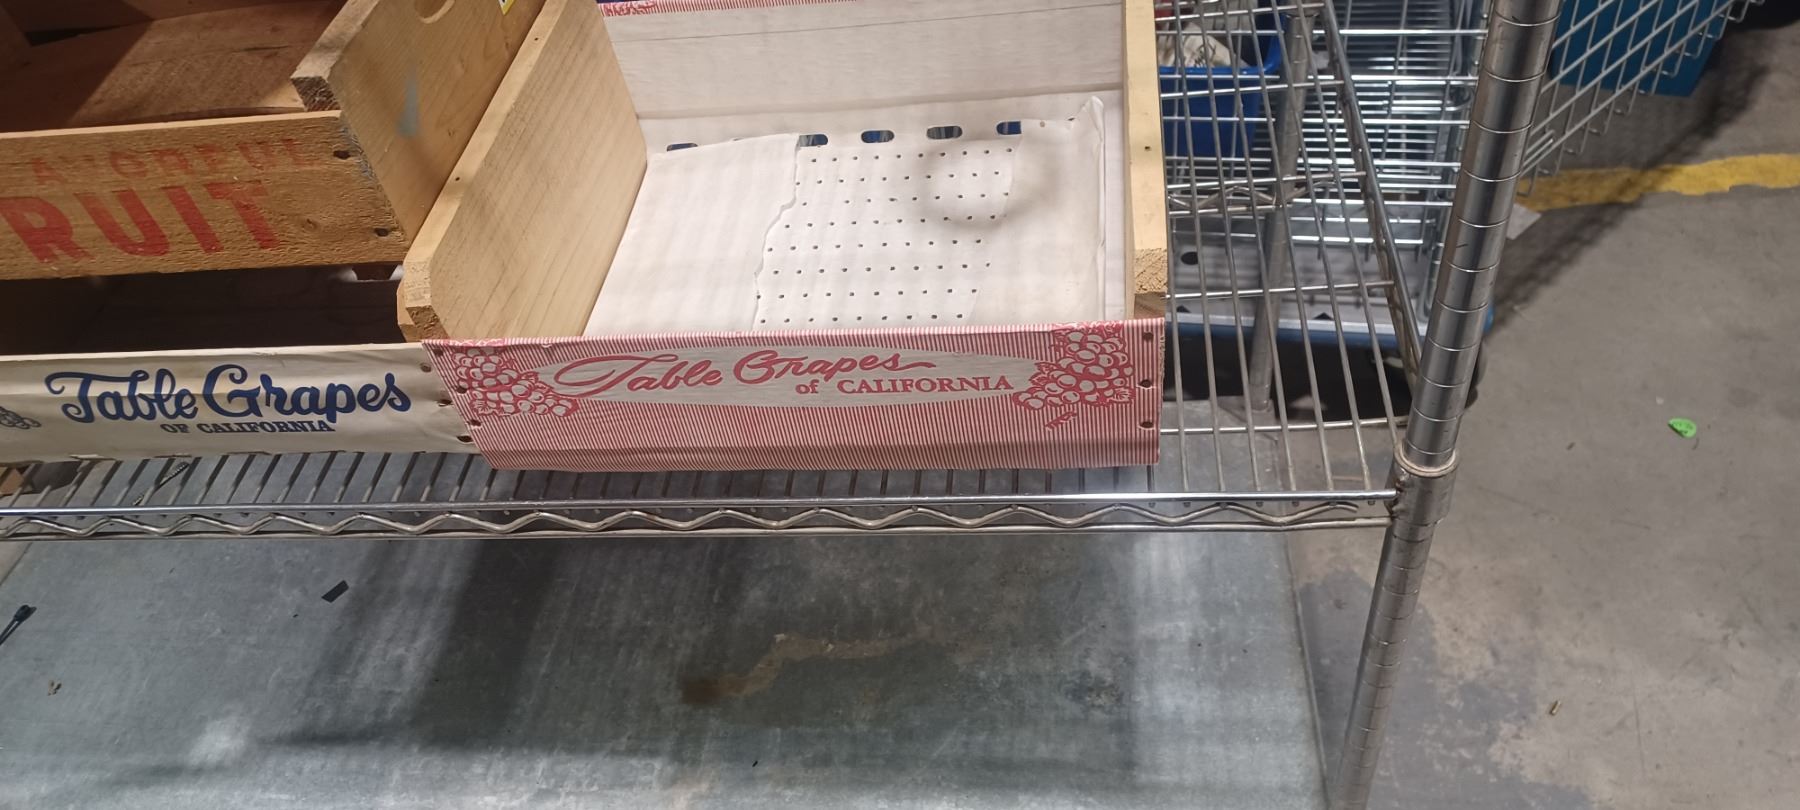 RUIT
Table Grapes
OF CALIFORNIA
Table Grapes
of CALIFORNIA